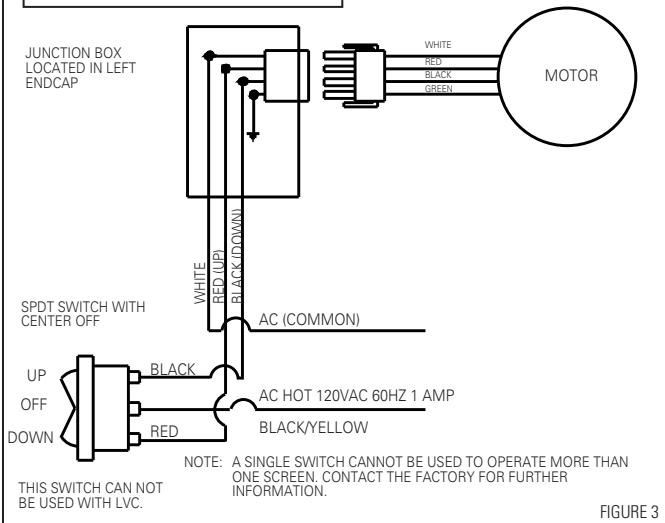 JUNCTION BOX
LOCATED IN LEFT
ENDCAP
WHITE
RED
BLACK
GREEN
MOTOR
WHITE
RED (UP)
BLACK (DOWN)
SPDT SWITCH WITH
CENTER OFF
AC (COMMON)
UP
OFF
DOWN
BLACK
AC HOT 120VAC 60HZ 1 AMP
BLACK/YELLOW
RED
NOTE: A SINGLE SWITCH CANNOT BE USED TO OPERATE MORE THAN
ONE SCREEN. CONTACT THE FACTORY FOR FURTHER
INFORMATION.
THIS SWITCH CAN NOT
BE USED WITH LVC.
FIGURE 3